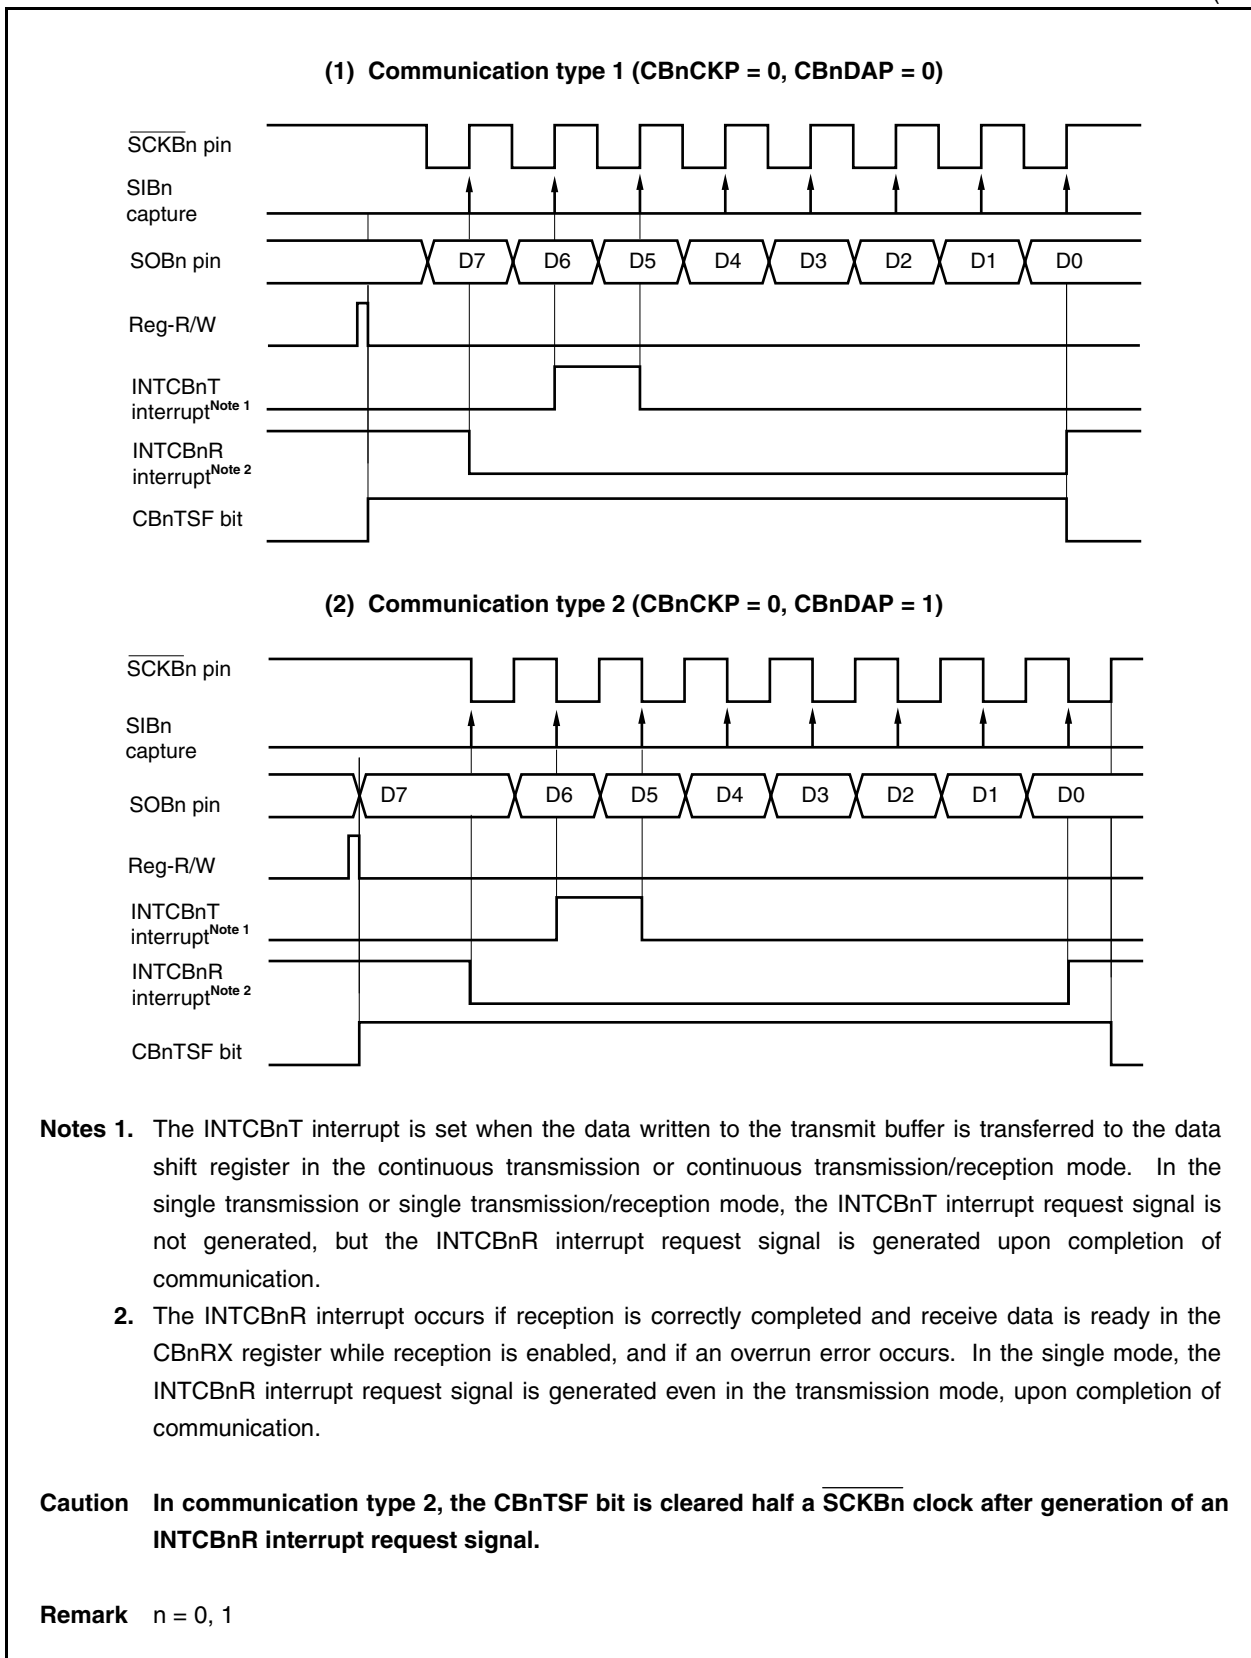 (1) Communication type 1 (CBnCKP = 0, CBnDAP = 0)
SCKBn pin
SIBn
capture
SOBn pin
D7 D6 D5 D4 D3 D2 D1 D0
Reg-R/W
INTCBnT
interruptNote 1
INTCBnR
interruptNote 2
CBnTSF bit
(2) Communication type 2 (CBnCKP = 0, CBnDAP = 1)
SCKBn pin
SIBn
capture
SOBn pin
D7 D6 D5 D4 D3 D2 D1 D0
Reg-R/W
INTCBnT
interruptNote 1
INTCBnR
interruptNote 2
CBnTSF bit
Notes 1. The INTCBnT interrupt is set when the data written to the transmit buffer is transferred to the data
shift register in the continuous transmission or continuous transmission/reception mode. In the
single transmission or single transmission/reception mode, the INTCBnT interrupt request signal is
not generated, but the INTCBnR interrupt request signal is generated upon completion of
communication.
2. The INTCBnR interrupt occurs if reception is correctly completed and receive data is ready in the
CBnRX register while reception is enabled, and if an overrun error occurs. In the single mode, the
INTCBnR interrupt request signal is generated even in the transmission mode, upon completion of
communication.
Caution In communication type 2, the CBnTSF bit is cleared half a SCKBn clock after generation of an
INTCBnR interrupt request signal.
Remark n = 0, 1